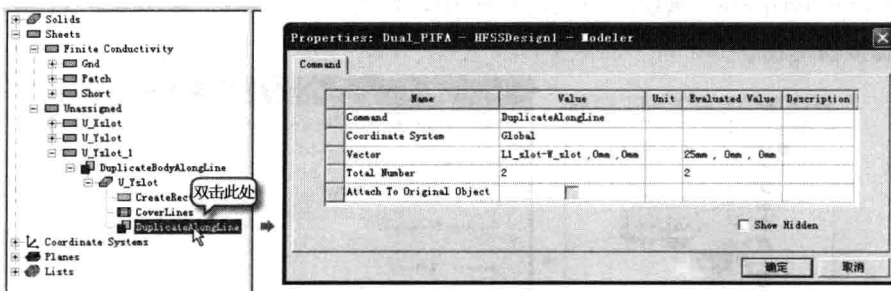 Solids
Sheets
Finite Conductivity
Gnd
Patch
Short
Unassigned
U_Xslot
U_Yslot
U_Yslot_1
DuplicateBodyAlongLine
U_Yslot
CreateRec
双击此处
CoverLines
DuplicateAlongLine
Coordinate Systems
Planes
Lists
Properties: Dual_PIFA - HFSSDesign1 - Modeler
Command
Name Value Unit Evaluated Value Description
Command DuplicateAlongLine
Coordinate System Global
Vector L1_slot-W_slot ,0mm ,0mm 25mm , 0mm , 0mm
Total Number 2 2
Attach To Original Object
Show Hidden
确定 取消